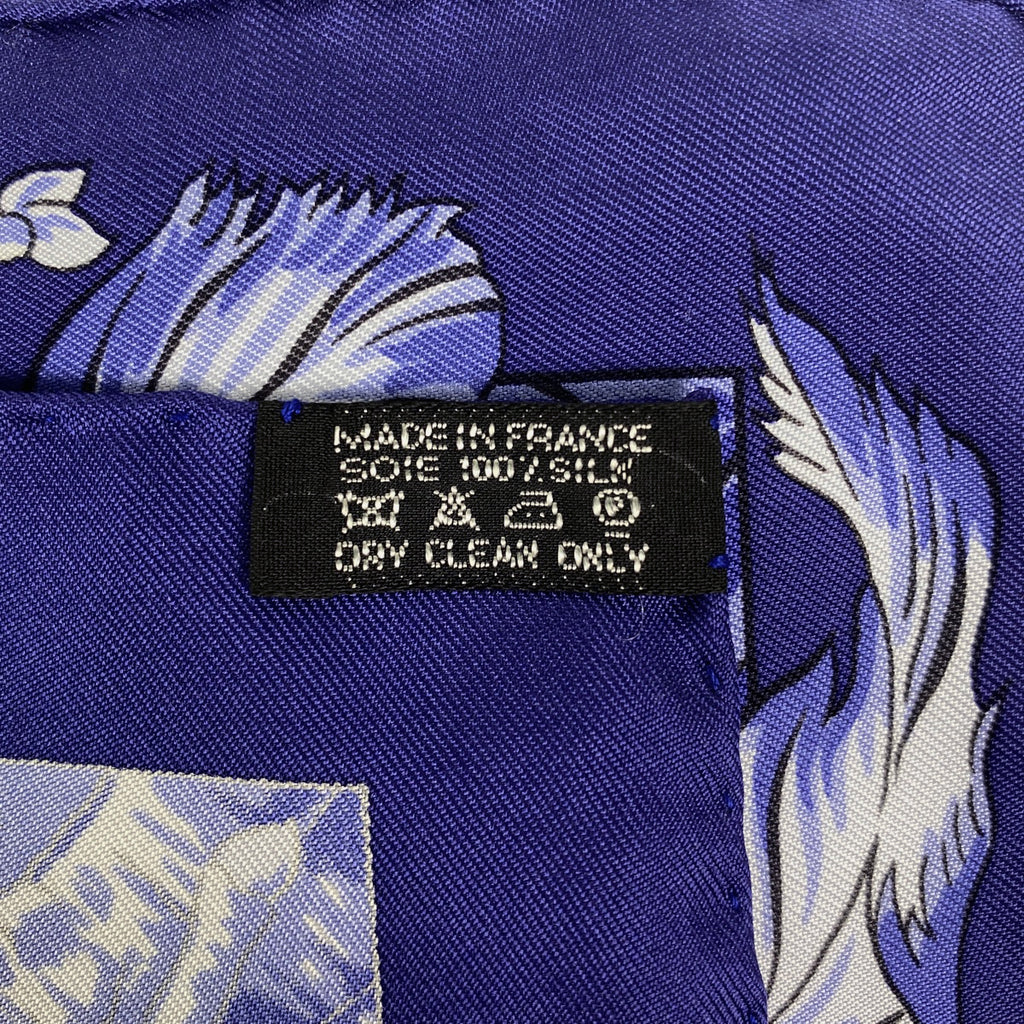 MADE IN FRANCE
SOIE 100% SILK
P
DRY CLEAN ONLY